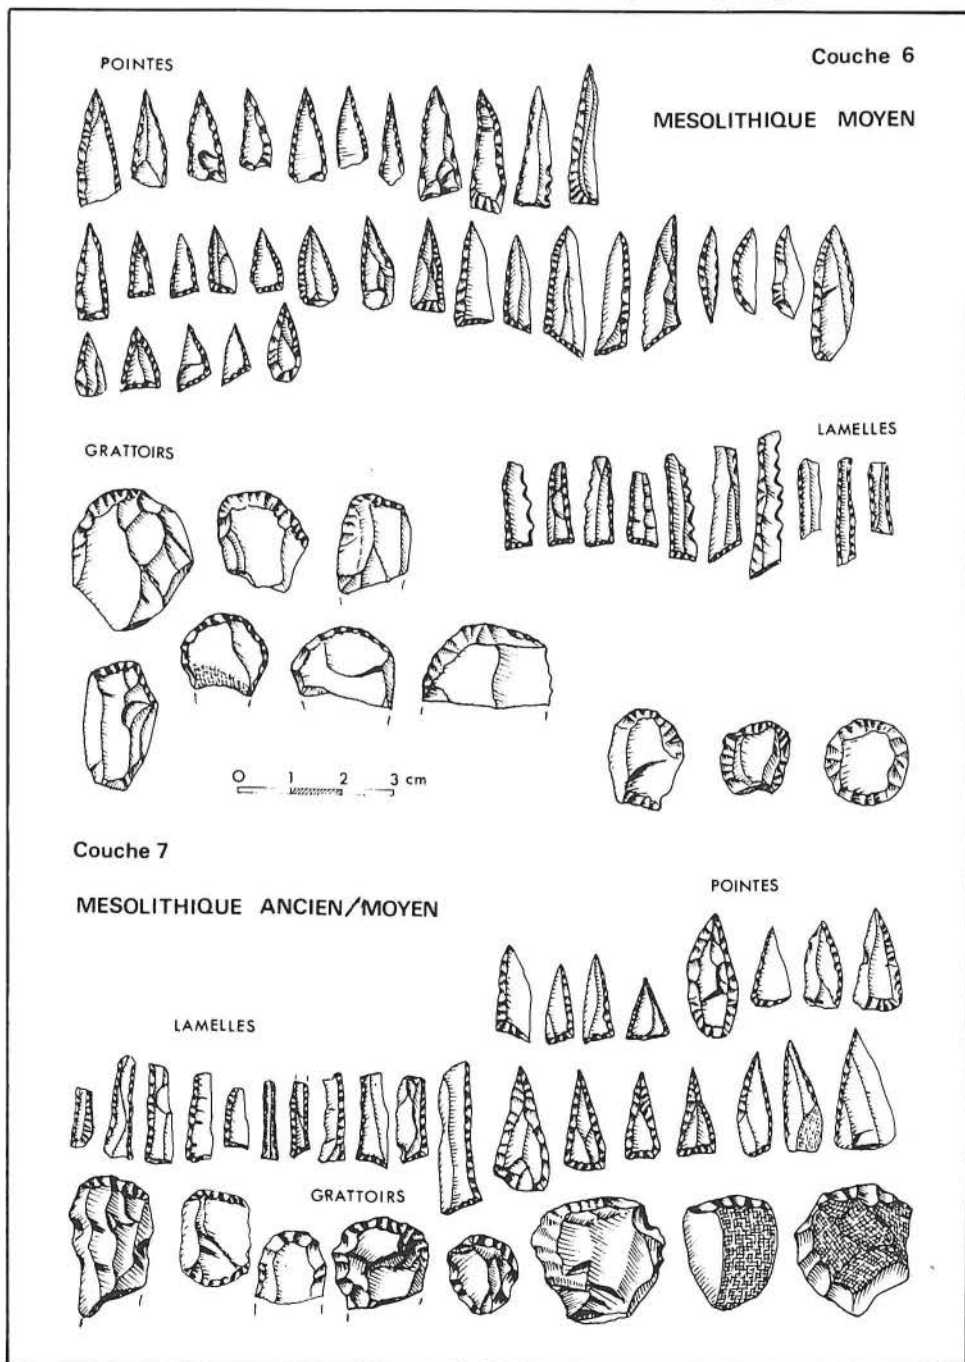 Couche 6
POINTES
MESOLITHIQUE MOYEN
LAMELLES
GRATTOIRS
0 1 2 3 cm
Couche 7
POINTES
MESOLITHIQUE ANCIEN/MOYEN
LAMELLES
GRATTOIRS